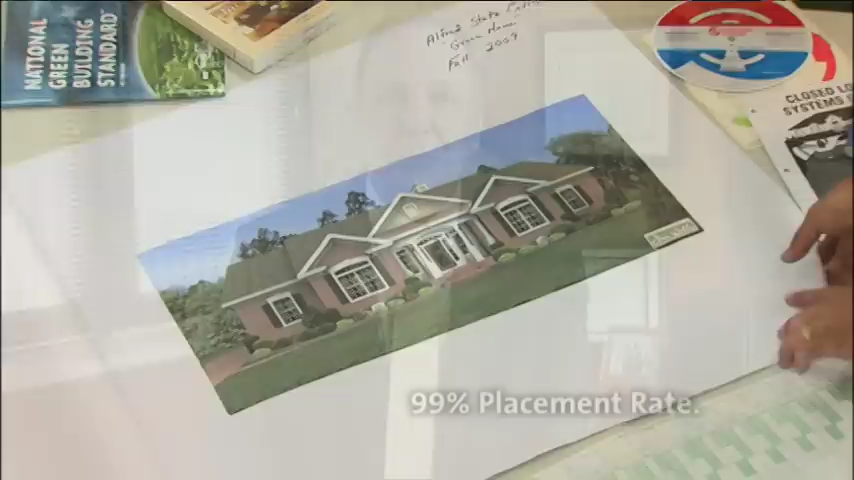 NATIONAL
GREEN
BUILDING
STANDARD
Alfred State
Green Home
Fall 2009
CLOSED LO
SYSTEMS
99% Placement Rate.